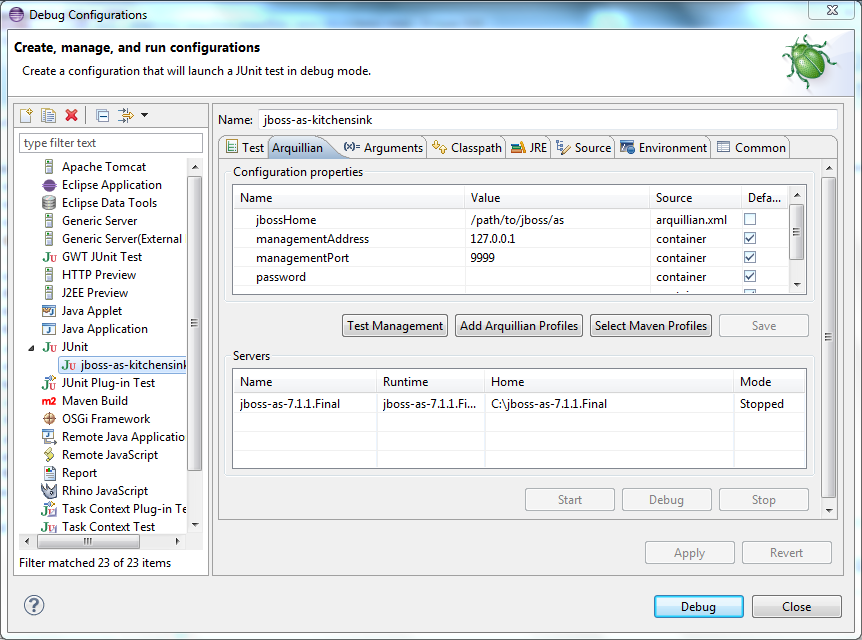 Debug Configurations
Create, manage, and run configurations
Create a configuration that will launch a JUnit test in debug mode.
type filter text
Apache Tomcat
Eclipse Application
Eclipse Data Tools
Generic Server
Generic Server(External
GWT JUnit Test
HTTP Preview
J2EE Preview
Java Applet
Java Application
JUnit
jboss-as-kitchensink
JUnit Plug-in Test
Maven Build
OSGi Framework
Remote Java Applicatio
Remote JavaScript
Report
Rhino JavaScript
Task Context Plug-in Te
Task Context Test
Filter matched 23 of 23 items
Name: jboss-as-kitchensink
Test Arquillian (x)= Arguments Classpath JRE Source Environment Common
Configuration properties
Name Value Source Defa...
jbossHome /path/to/jboss/as arquillian.xml
managementAddress 127.0.0.1 container
managementPort 9999 container
password container
Test Management Add Arquillian Profiles Select Maven Profiles Save
Servers
Name Runtime Home Mode
jboss-as-7.1.1.Final jboss-as-7.1.1.Fi... C:\jboss-as-7.1.1.Final Stopped
Start Debug Stop
Apply Revert
Debug Close